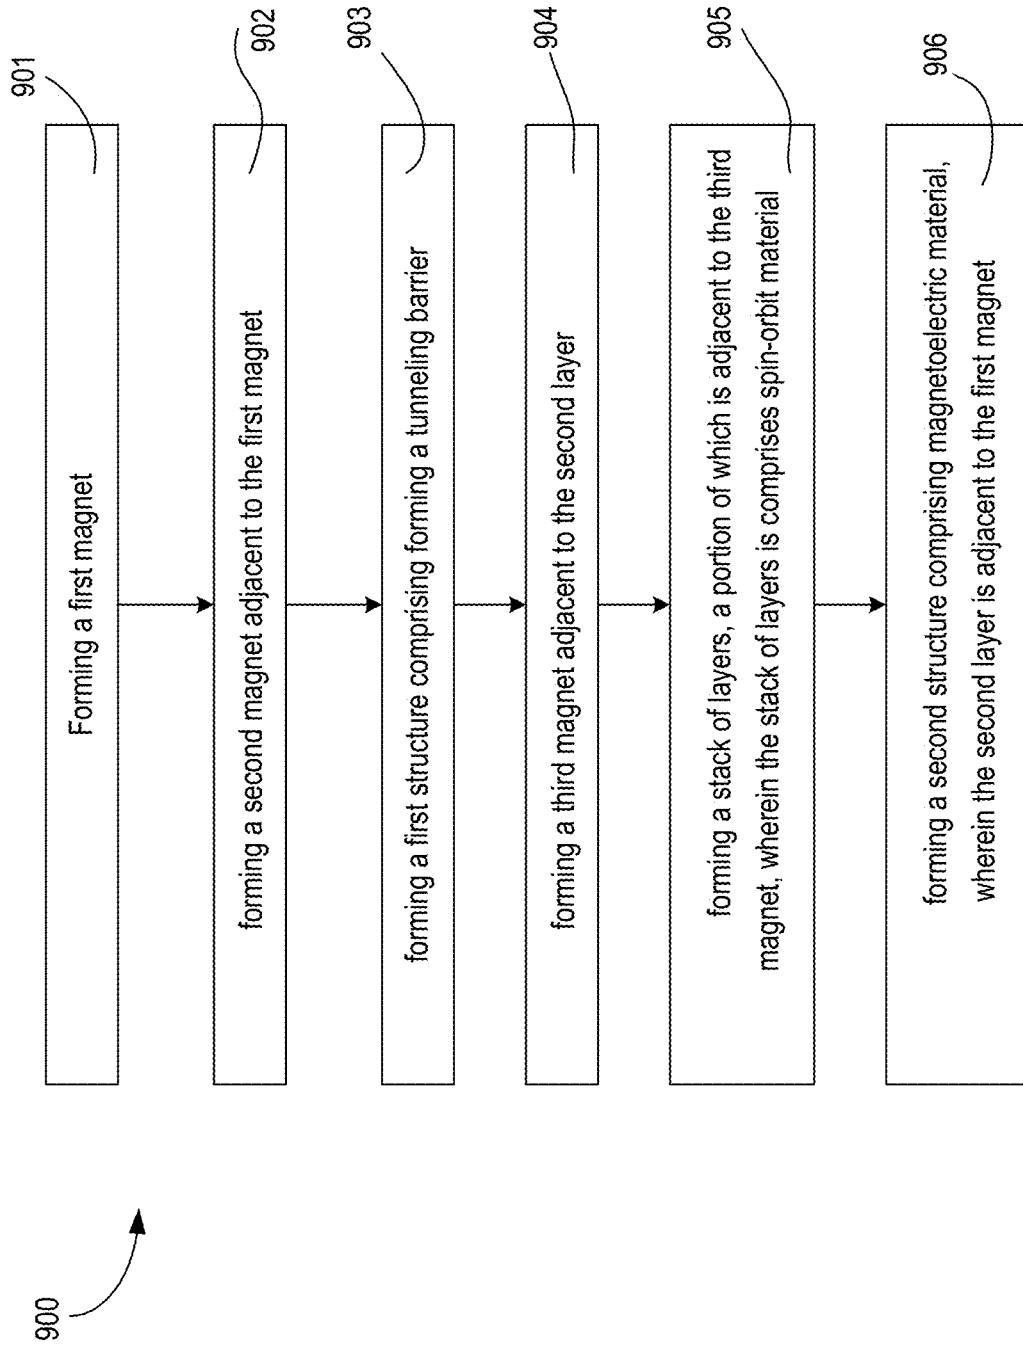 900
901
Forming a first magnet
902
forming a second magnet adjacent to the first magnet
903
forming a first structure comprising forming a tunneling barrier
904
forming a third magnet adjacent to the second layer
905
forming a stack of layers, a portion of which is adjacent to the third
magnet, wherein the stack of layers is comprises spin-orbit material
906
forming a second structure comprising magnetoelectric material,
wherein the second layer is adjacent to the first magnet